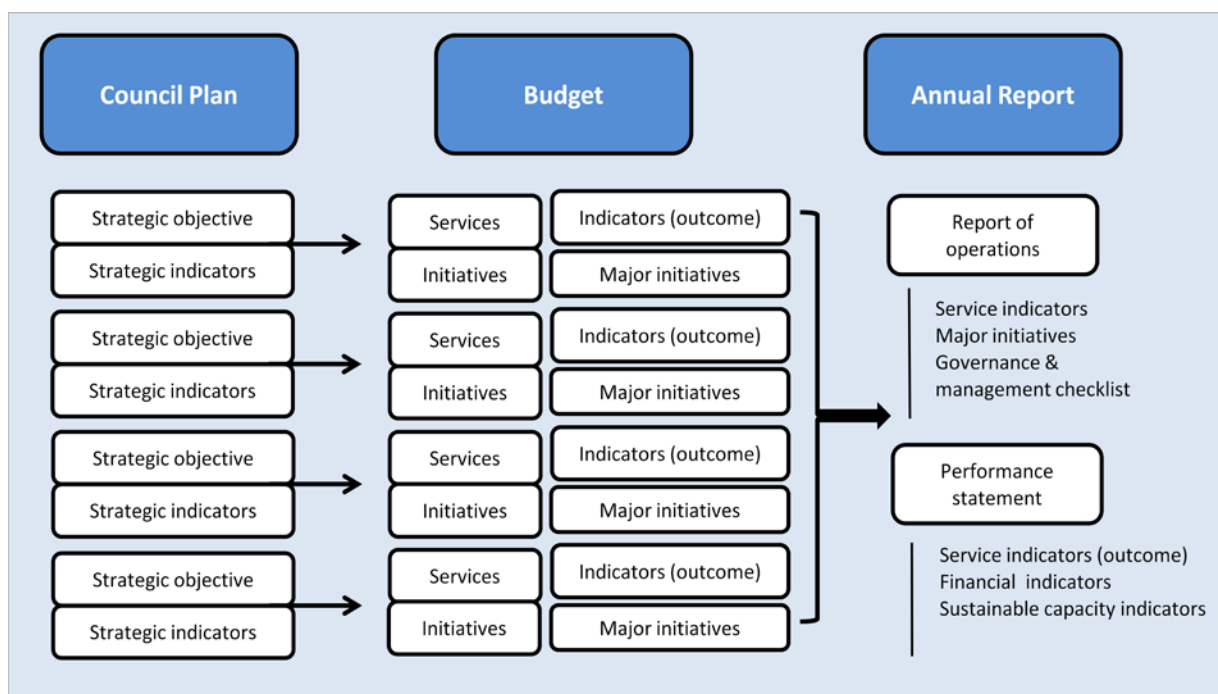 Council Plan
Budget
Annual Report
Strategic objective
Strategic indicators
Services
Indicators (outcome)
Initiatives
Major initiatives
Strategic objective
Strategic indicators
Services
Indicators (outcome)
Initiatives
Major initiatives
Strategic objective
Strategic indicators
Services
Indicators (outcome)
Initiatives
Major initiatives
Strategic objective
Strategic indicators
Services
Indicators (outcome)
Initiatives
Major initiatives
Report of
operations
Service indicators
Major initiatives
Governance &
management checklist
Performance
statement
Service indicators (outcome)
Financial indicators
Sustainable capacity indicators